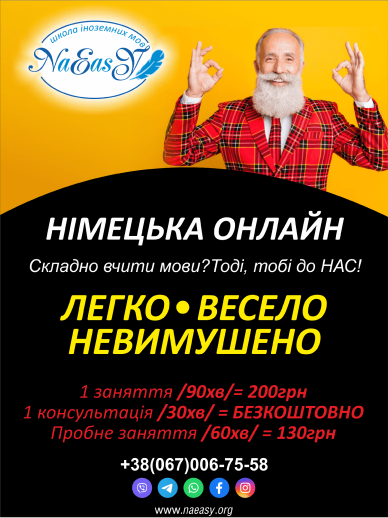 школа іноземних мов
NaEasY
НІМЕЦЬКА ОНЛАЙН
Складно вчити мови?Тоді, тобі до НАС!
ЛЕГКО•ВЕСЕЛО
НЕВИМУШЕНО
1 заняття /90хв/= 200грн
1 консультація /30хв/ = БЕЗКОШТОВНО
Пробне заняття /60хв/ = 130грн
+38(067)006-75-58
www.naeasy.org